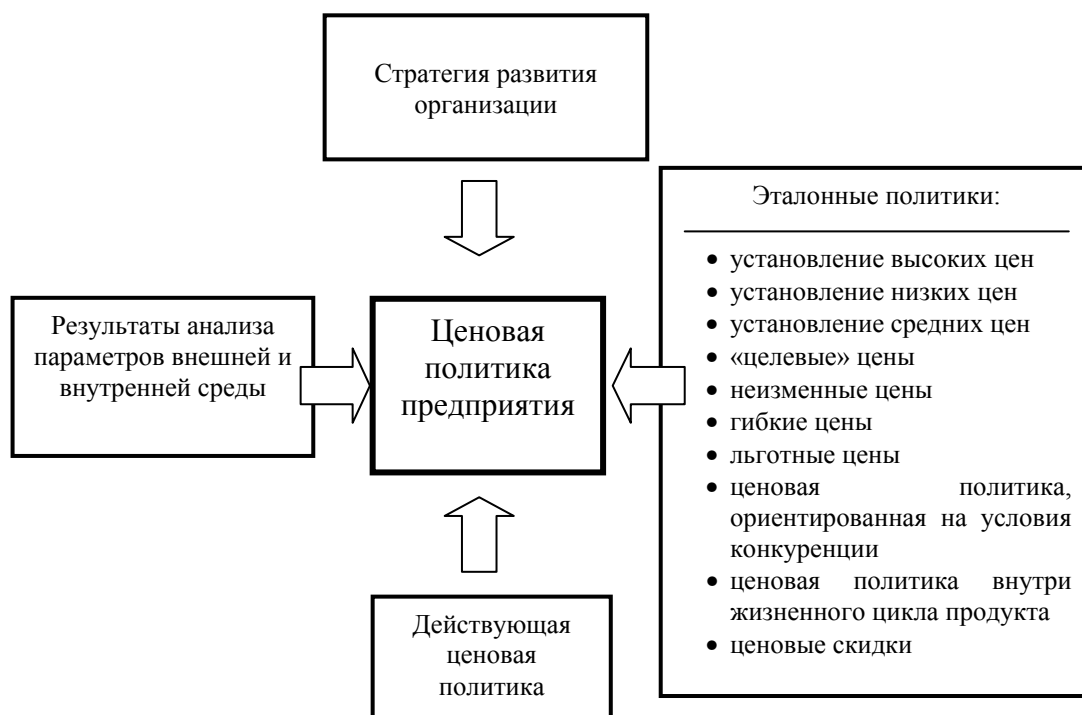 Стратегия развития
организации
Эталонные политики:
• установление высоких цен
• установление низких цен
• установление средних цен
• «целевые» цены
• неизменные цены
• гибкие цены
• льготные цены
• ценовая политика,
ориентированная на условия
конкуренции
• ценовая политика внутри
жизненного цикла продукта
• ценовые скидки
Результаты анализа
параметров внешней и
внутренней среды
Ценовая
политика
предприятия
Действующая
ценовая
политика